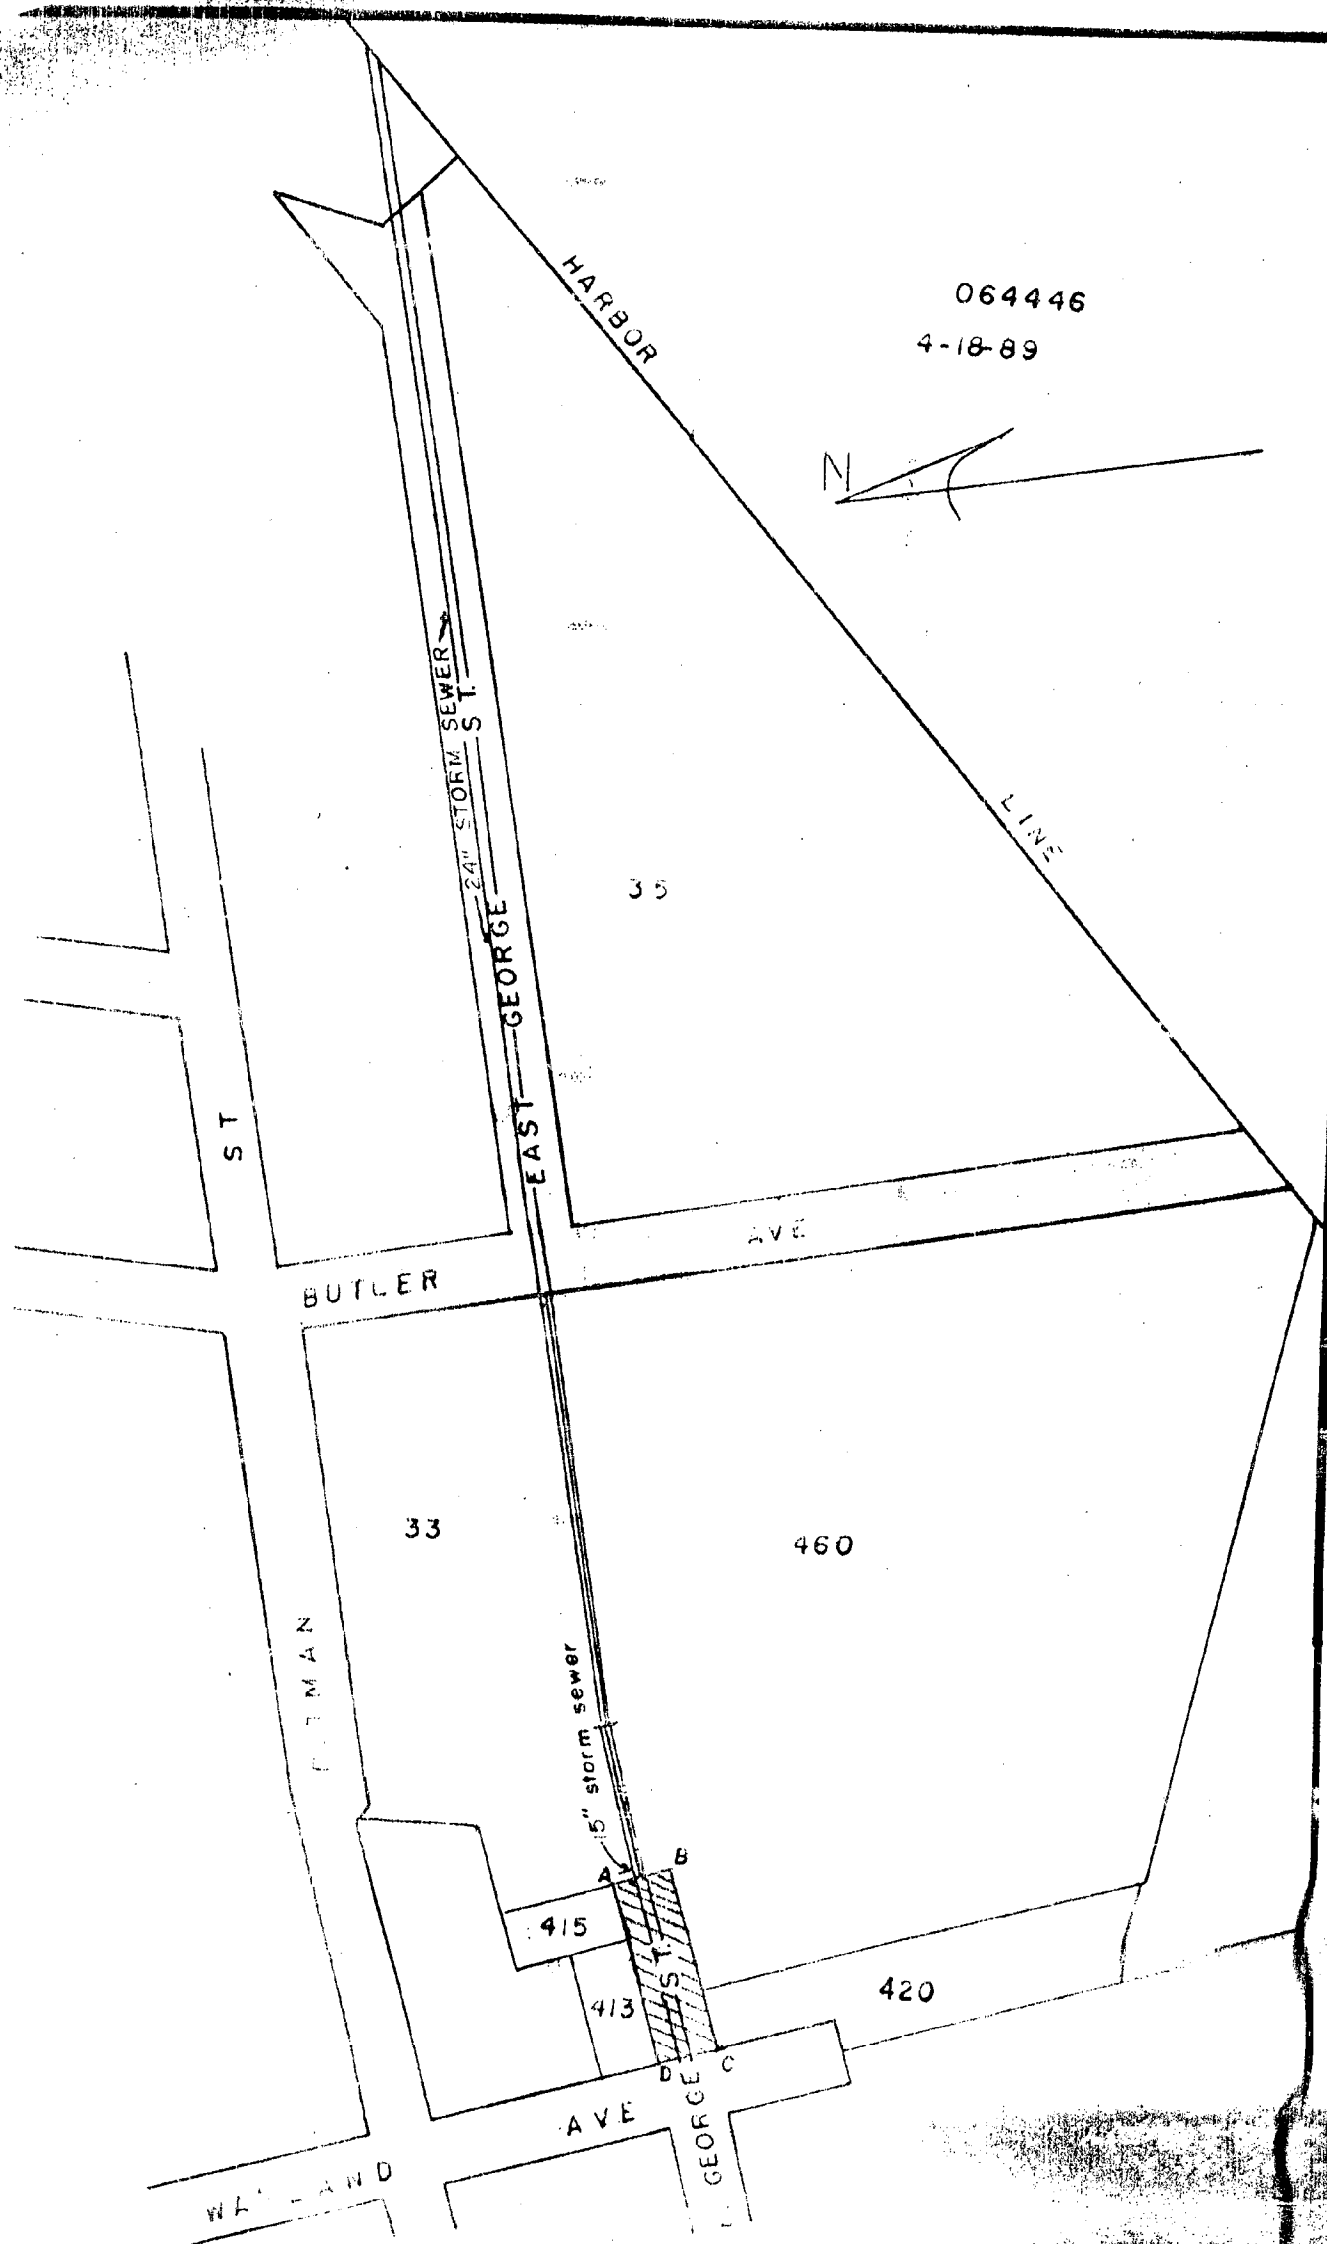 HARBOR LINE
064446
4-18-89
N
24" STORM SEWER
EAST GEORGE ST.
35
ST
BUTLER AVE
33
460
15" storm sewer
A
B
415
ST.
413
420
D
C
AVE
GEORGE